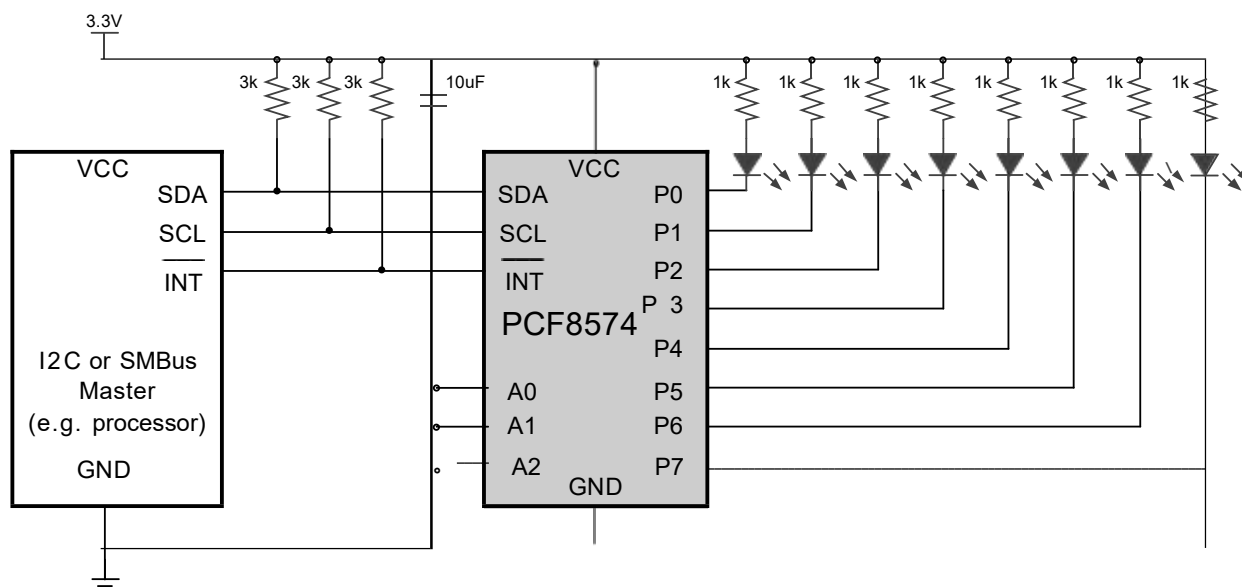 3.3V
3k
3k
3k
10uF
1k
1k
1k
1k
1k
1k
1k
1k
VCC
SDA
SCL
INT
I2C or SMBus
Master
(e.g. processor)
GND
VCC
SDA
SCL
INT
PCF8574
A0
A1
A2
GND
P0
P1
P2
P 3
P4
P5
P6
P7